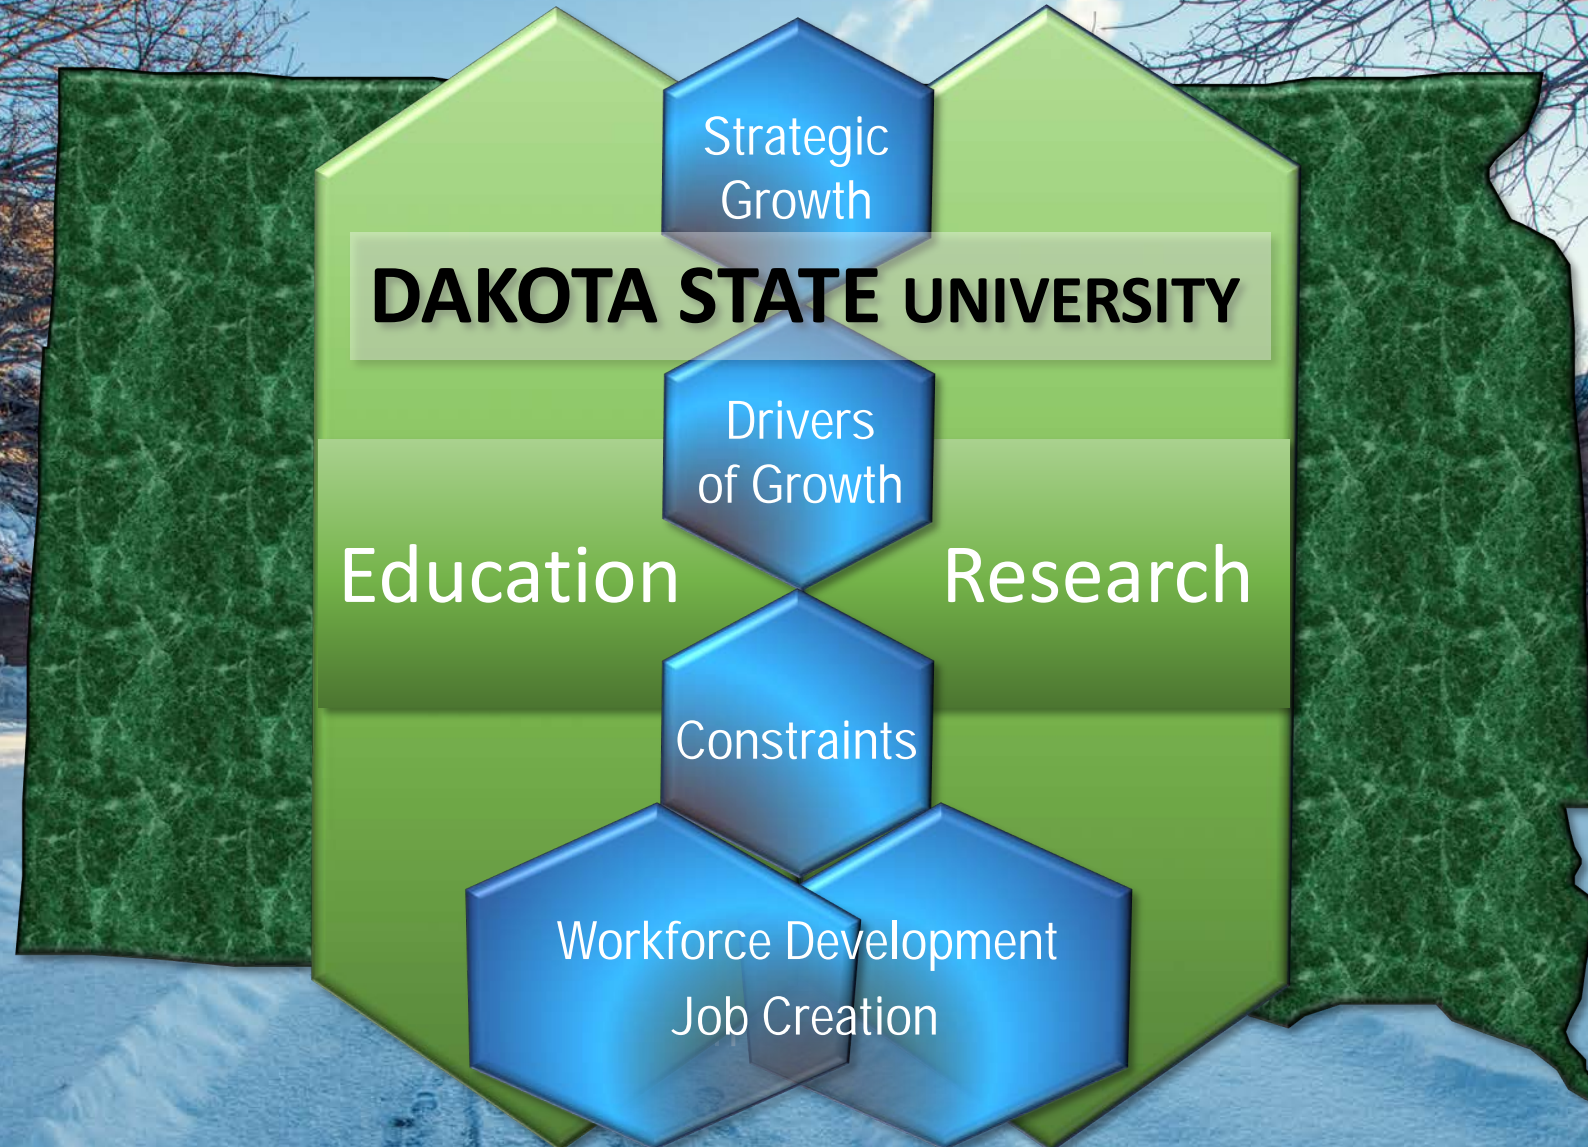 Strategic
Growth
DAKOTA STATE UNIVERSITY
Drivers
of Growth
Education
Research
Constraints
Workforce Development
Job Creation